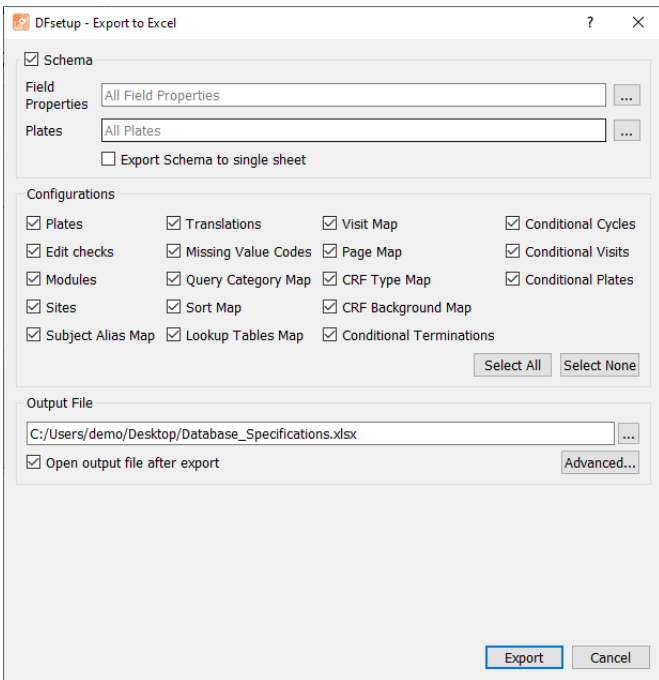 DFsetup - Export to Excel ?
Schema
Field Properties All Field Properties ...
Plates All Plates ...
Export Schema to single sheet
Configurations
Plates Translations Visit Map Conditional Cycles
Edit checks Missing Value Codes Page Map Conditional Visits
Modules Query Category Map CRF Type Map Conditional Plates
Sites Sort Map CRF Background Map
Subject Alias Map Lookup Tables Map Conditional Terminations
Select All Select None
Output File
C:/Users/demo/Desktop/Database_Specifications.xlsx ...
Open output file after export Advanced...
Export Cancel